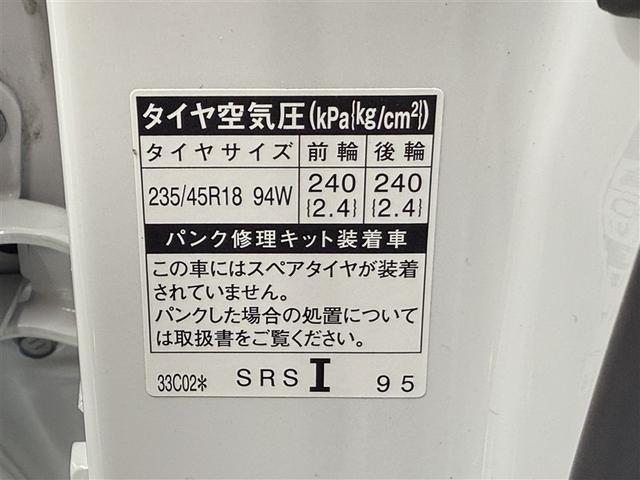 タイヤ空気圧(kPa{kg/cm²})
タイヤサイズ 前輪 後輪
235/45R18 94W 240 {2.4} 240 {2.4}
パンク修理キット装着車
この車にはスペアタイヤが装着
されていません。
パンクした場合の処置について
は取扱書をご覧ください。
33C02* SRS I 95